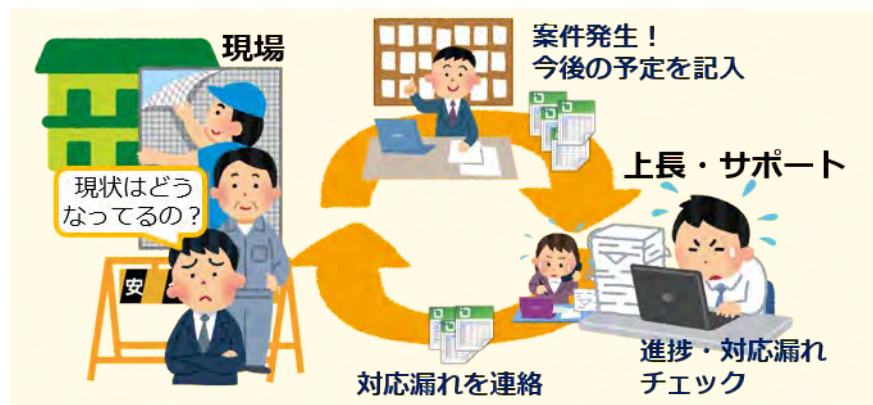 現場
案件発生!
今後の予定を記入
上長・サポート
現状はどう
なってるの?
安
進捗・対応漏れ
チェック
対応漏れを連絡